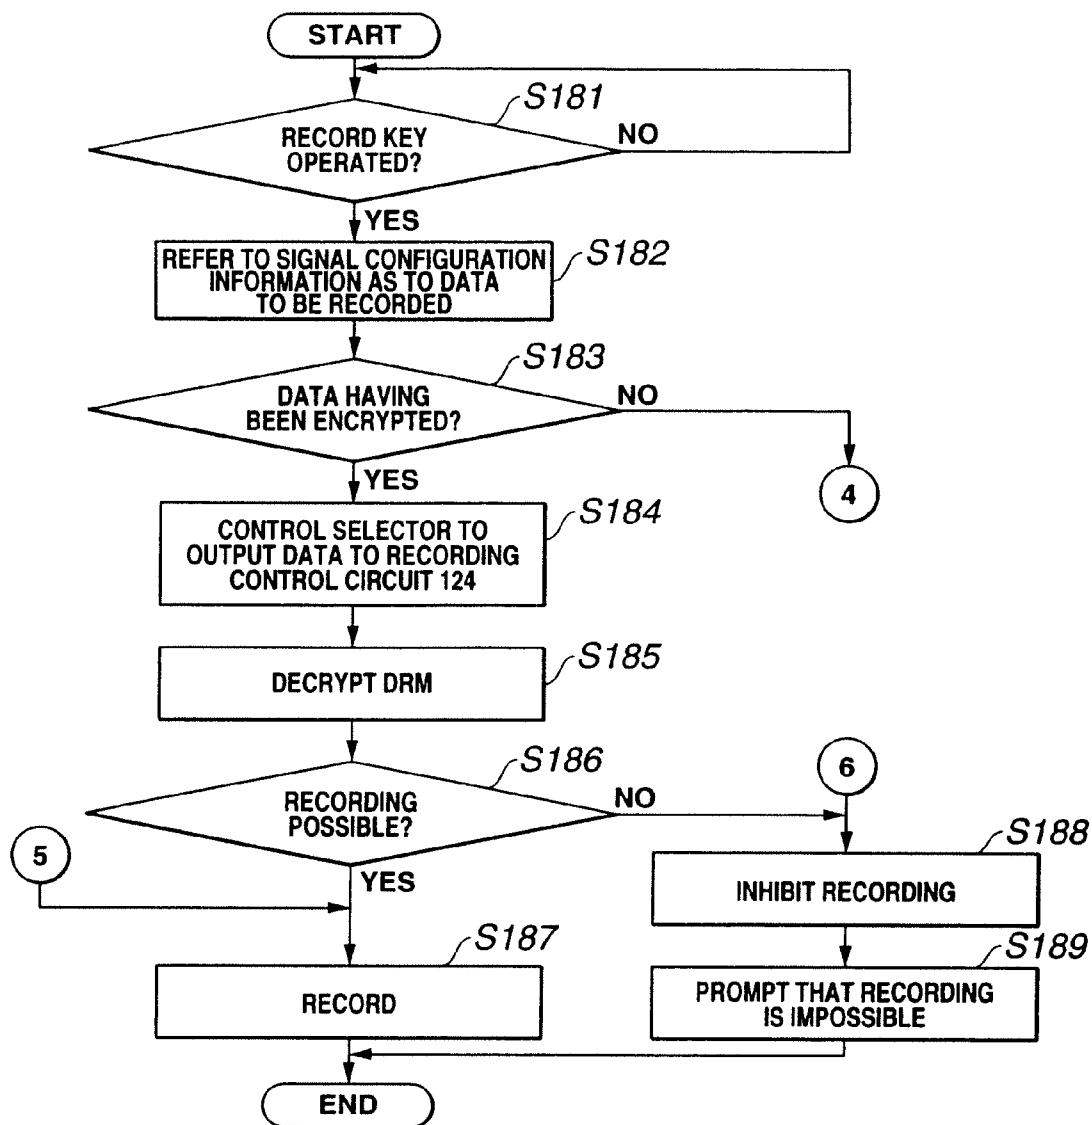 START
S181
RECORD KEY
OPERATED?
NO
YES
S182
REFER TO SIGNAL CONFIGURATION
INFORMATION AS TO DATA
TO BE RECORDED
S183
DATA HAVING
BEEN ENCRYPTED?
NO
YES
4
S184
CONTROL SELECTOR TO
OUTPUT DATA TO RECORDING
CONTROL CIRCUIT 124
S185
DECRYPT DRM
S186
RECORDING
POSSIBLE?
NO
6
YES
5
S188
INHIBIT RECORDING
S187
RECORD
S189
PROMPT THAT RECORDING
IS IMPOSSIBLE
END